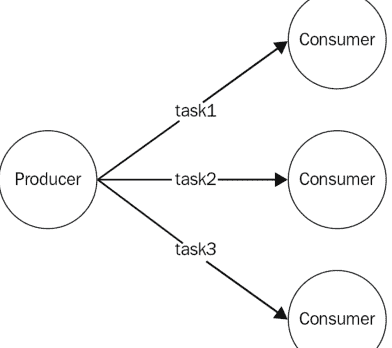 Consumer
task1
Producer
task2
Consumer
task3
Consumer